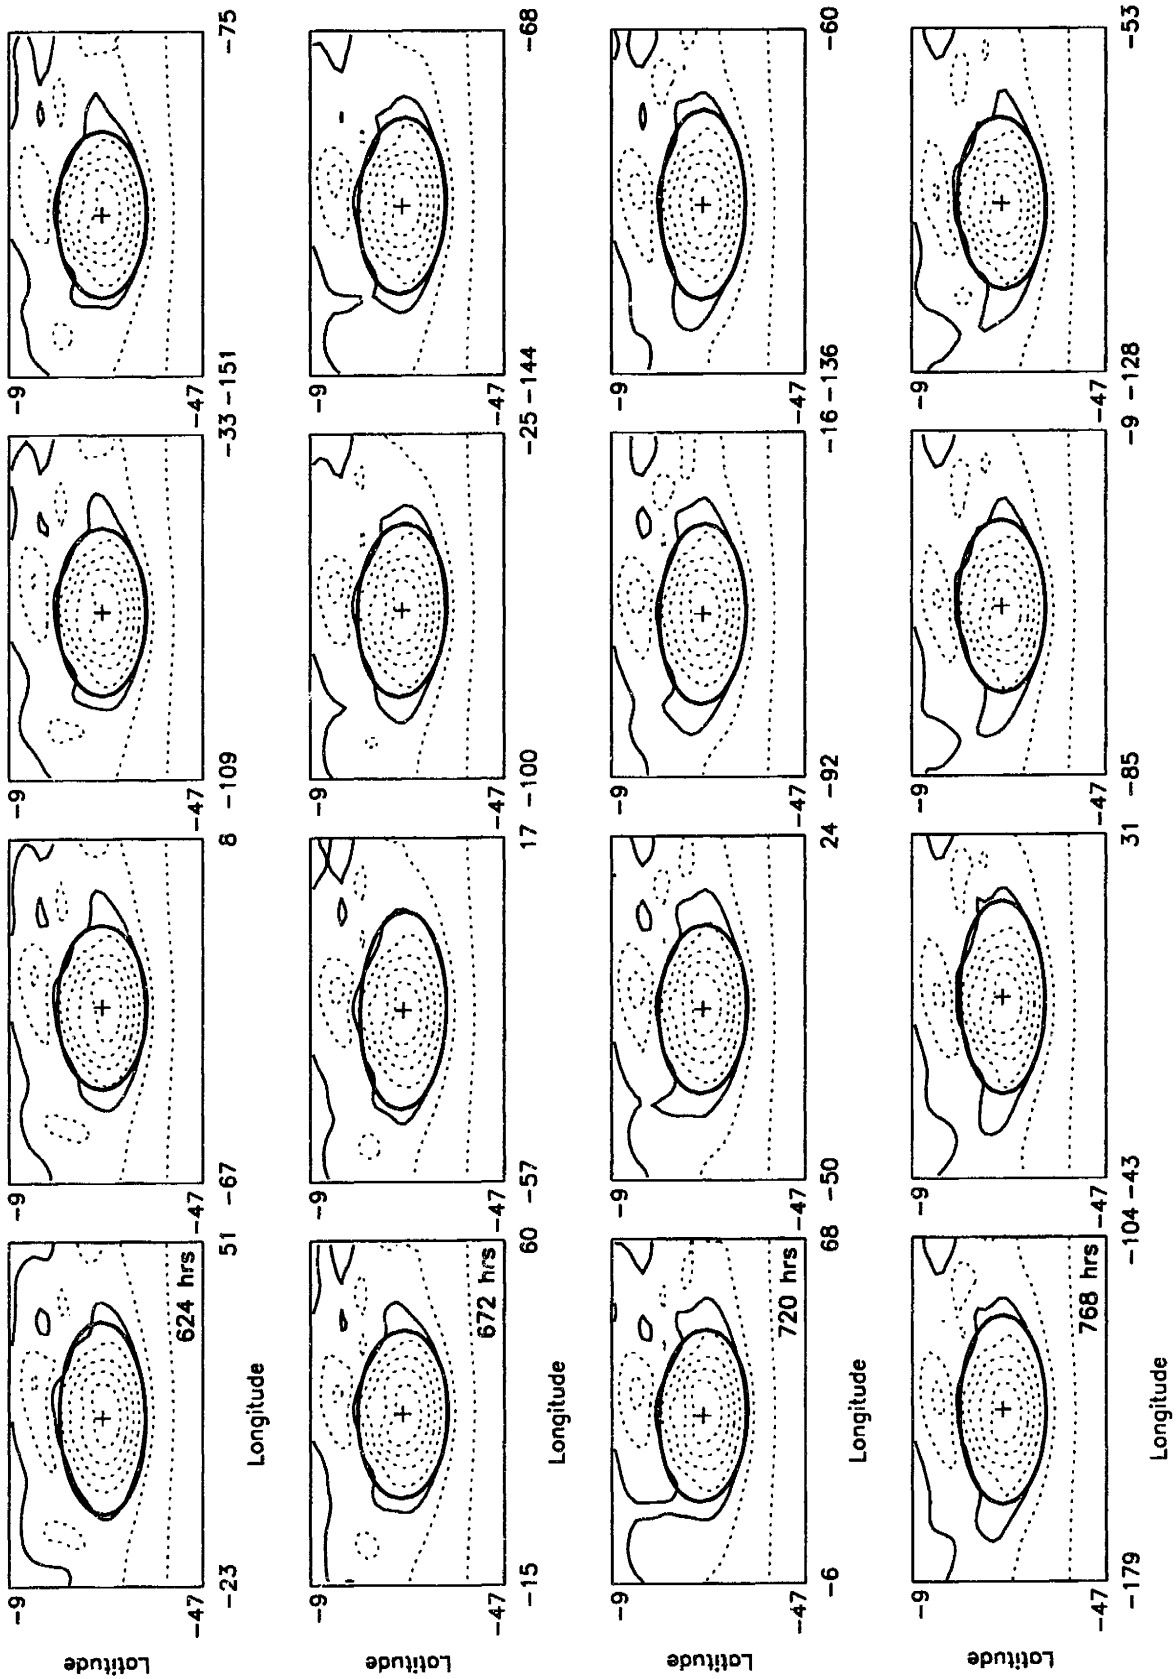 -9 -9 -9 -9
Latitude
624 hrs
-47 -47 -47 -47
-23 51 -67 8 -109 -33 -151 -75
Longitude
-9 -9 -9 -9
Latitude
672 hrs
-47 -47 -47 -47
-15 60 -57 17 -100 -25 -144 -68
Longitude
-9 -9 -9 -9
Latitude
720 hrs
-47 -47 -47 -47
-6 68 -50 24 -92 -16 -136 -60
Longitude
-9 -9 -9 -9
Latitude
768 hrs
-47 -47 -47 -47
-179 -104 -43 31 -85 -9 -128 -53
Longitude